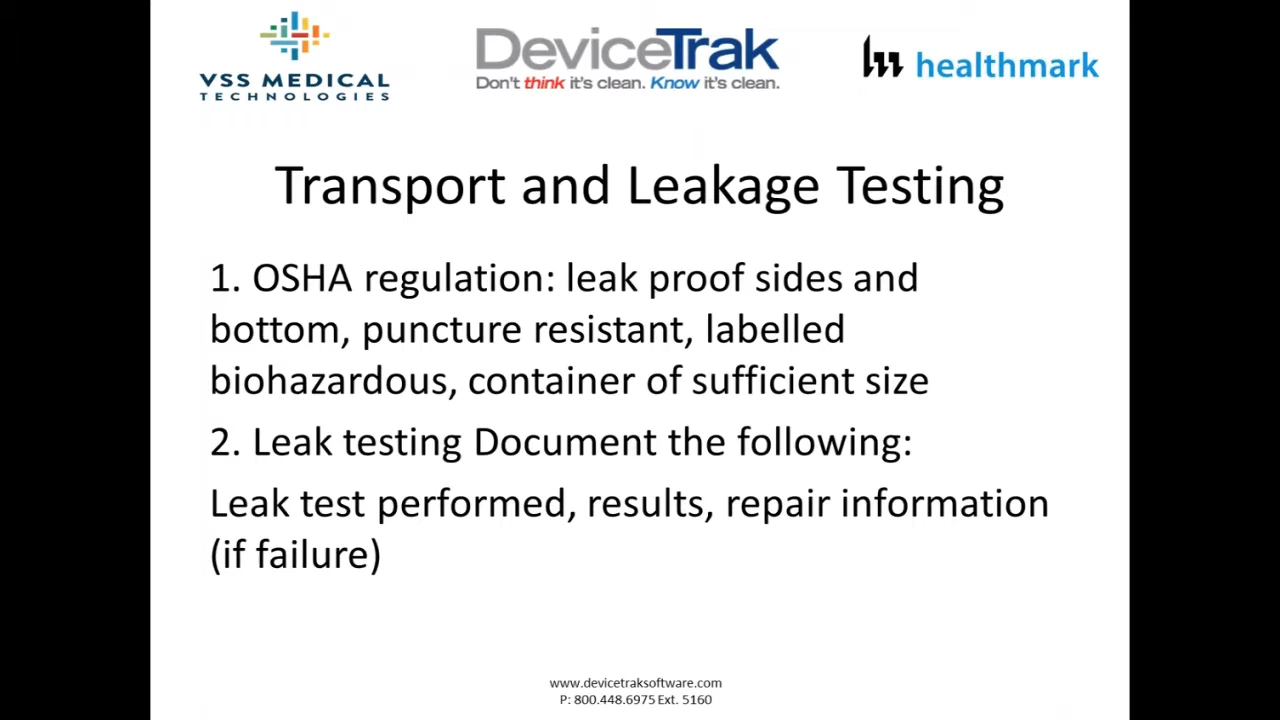 VSS MEDICAL
TECHNOLOGIES
DeviceTrak
Don't think it's clean. Know it's clean.
healthmark
Transport and Leakage Testing
1. OSHA regulation: leak proof sides and
bottom, puncture resistant, labelled
biohazardous, container of sufficient size
2. Leak testing Document the following:
Leak test performed, results, repair information
(if failure)
www.devicetraksoftware.com
P: 800.448.6975 Ext. 5160